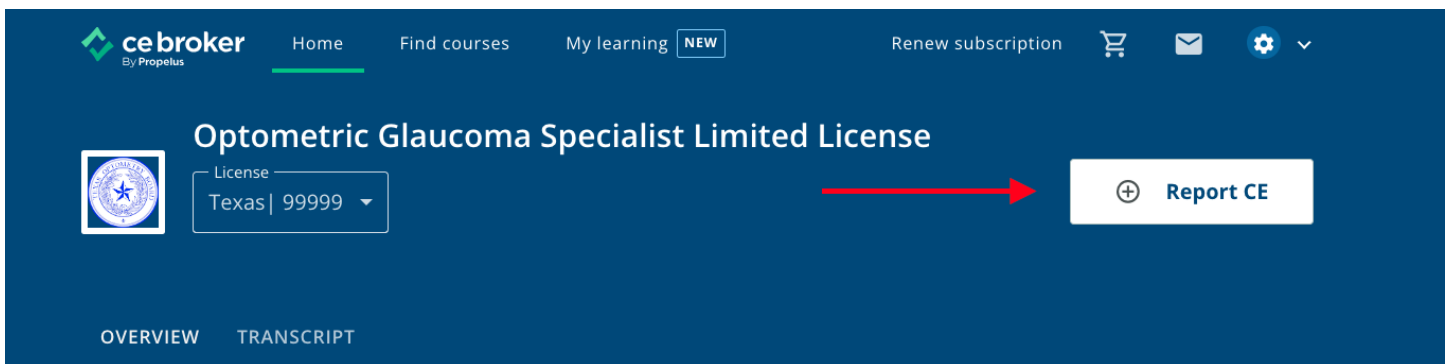 ce broker
By Propelus
Home
Find courses
My learning NEW
Renew subscription
Optometric Glaucoma Specialist Limited License
License
Texas| 99999
Report CE
OVERVIEW
TRANSCRIPT